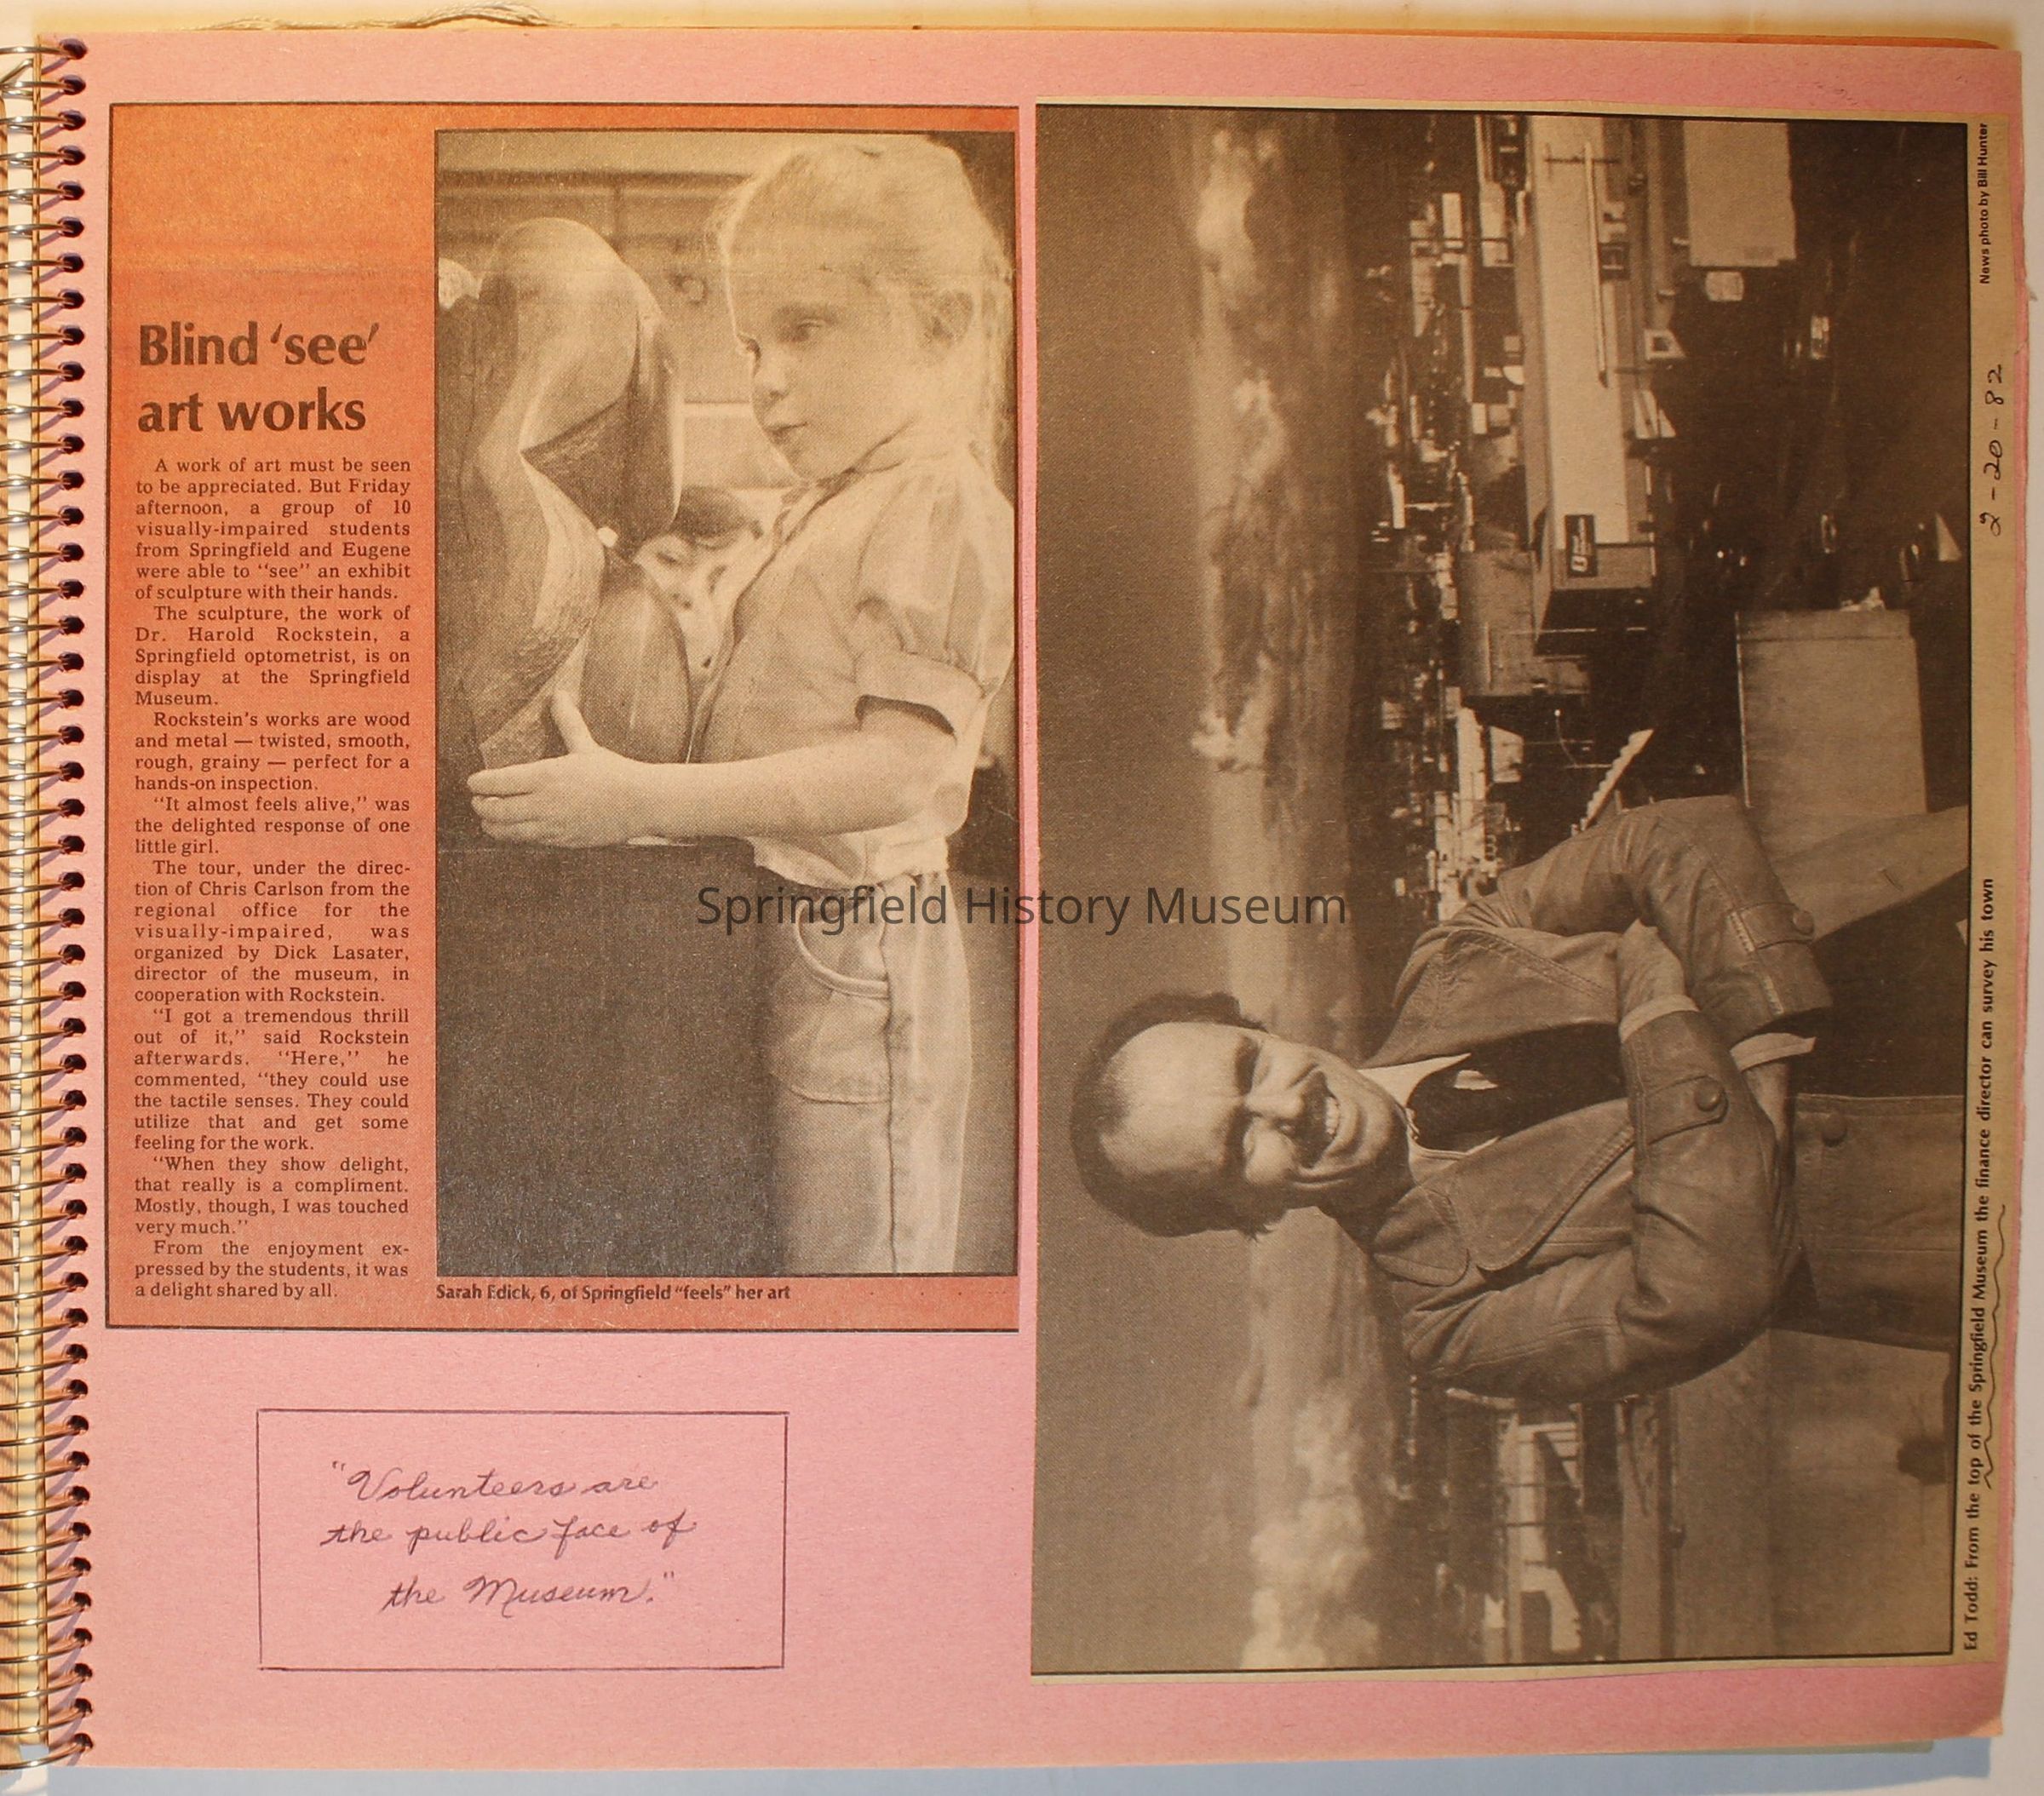 Blind ‘see’
art works
A work of art must be seen
to be appreciated. But Friday
afternoon, a group of 10
visually-impaired students
from Springfield and Eugene
were able to “see” an exhibit
of sculpture with their hands.
The sculpture, the work of
Dr. Harold Rockstein, a
Springfield optometrist, is on
display at the Springfield
Museum.
Rockstein’s works are wood
and metal — twisted, smooth,
rough, grainy — perfect for a
hands-on inspection.
“It almost feels alive,” was
the delighted response of one
little girl.
The tour, under the direc-
tion of Chris Carlson from the
regional office for the
visually-impaired, was
organized by Dick Lasater,
director of the museum, in
cooperation with Rockstein.
“I got a tremendous thrill
out of it,” said Rockstein
afterwards. “Here,” he
commented, “they could use
the tactile senses. They could
utilize that and get some
feeling for the work.
“When they show delight,
that really is a compliment.
Mostly, though, I was touched
very much.”
From the enjoyment ex-
pressed by the students, it was
a delight shared by all.
Sarah Edick, 6, of Springfield “feels” her art
"Volunteers are
the public face of
the Museum."
News photo by Bill Hunter
2-20-82
Ed Todd: From the top of the Springfield Museum the finance director can survey his town
Springfield History Museum